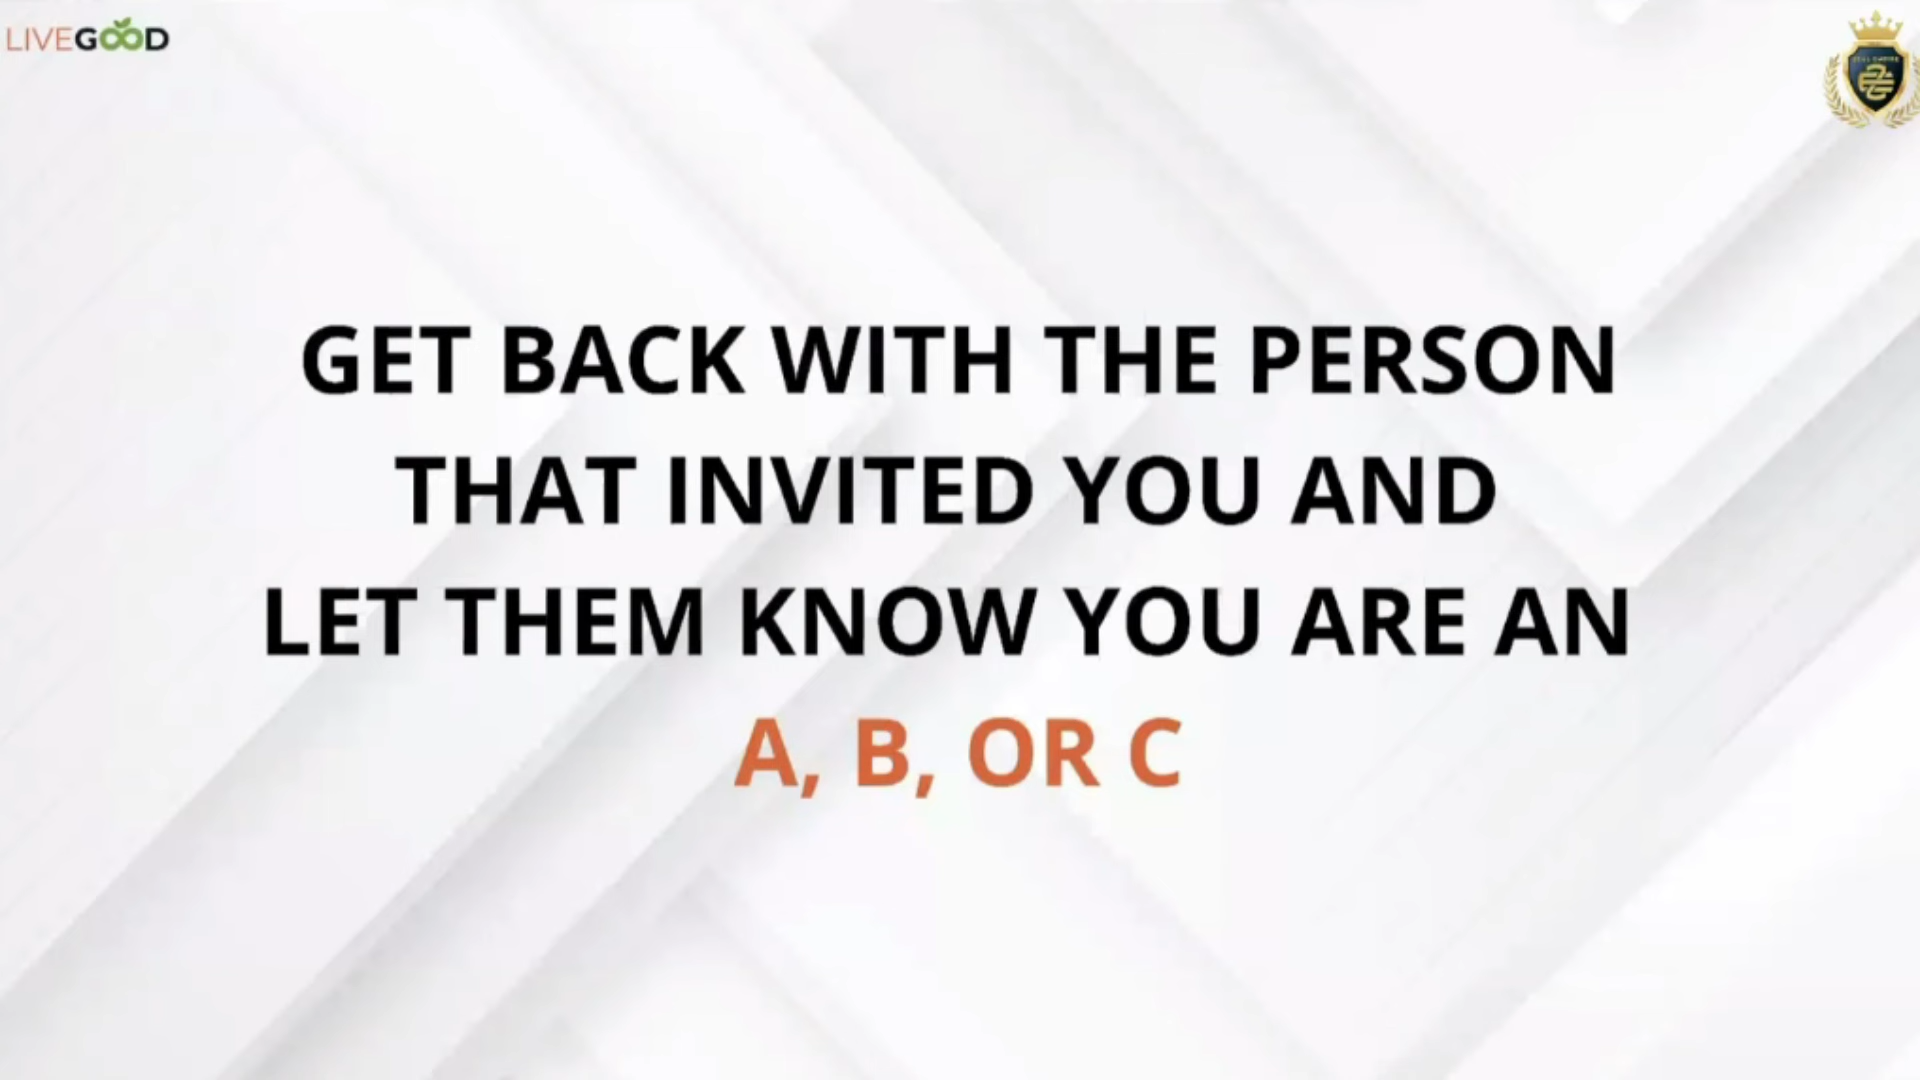 LIVEGOOD
GET BACK WITH THE PERSON
THAT INVITED YOU AND
LET THEM KNOW YOU ARE AN
A, B, OR C